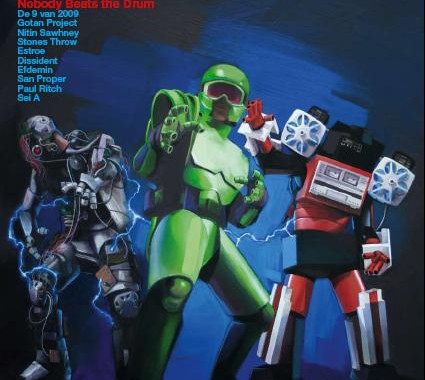 Nobody Beats the Drum
De 9 van 2009
Gotan Project
Nitin Sawhney
Stones Throw
Estroe
Dissident
Efdemin
San Proper
Paul Ritch
Sei A